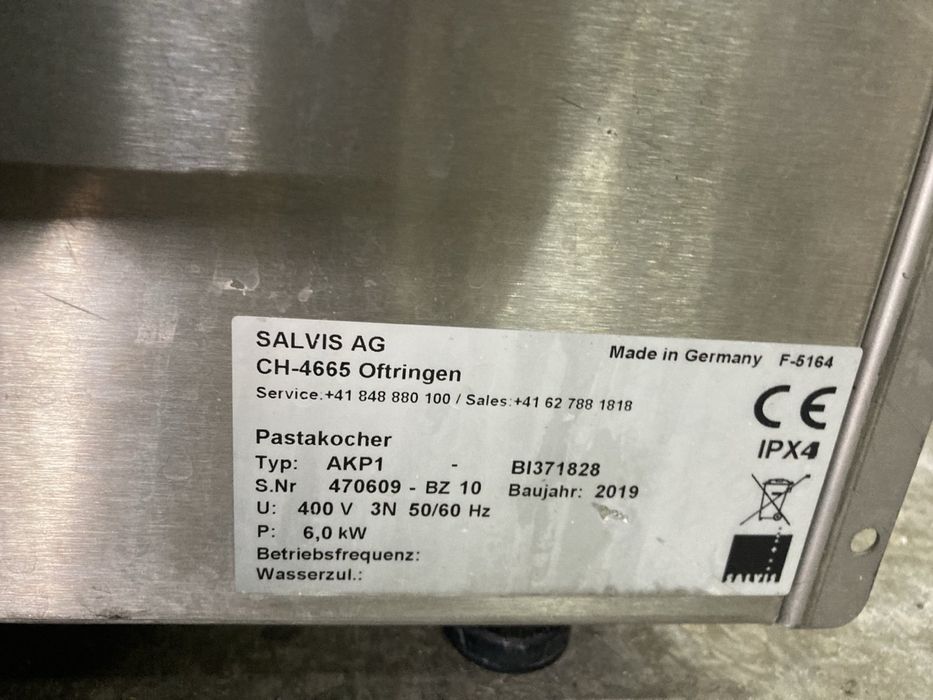 SALVIS AG
CH-4665 Oftringen
Made in Germany F-5164
Service.+41 848 880 100 / Sales:+41 62 788 1818
CE
IPX4
Pastakocher
Typ: AKP1 - BI371828
S.Nr 470609 - BZ 10 Baujahr: 2019
U: 400 V 3N 50/60 Hz
P: 6,0 kW
Betriebsfrequenz:
Wasserzul.: